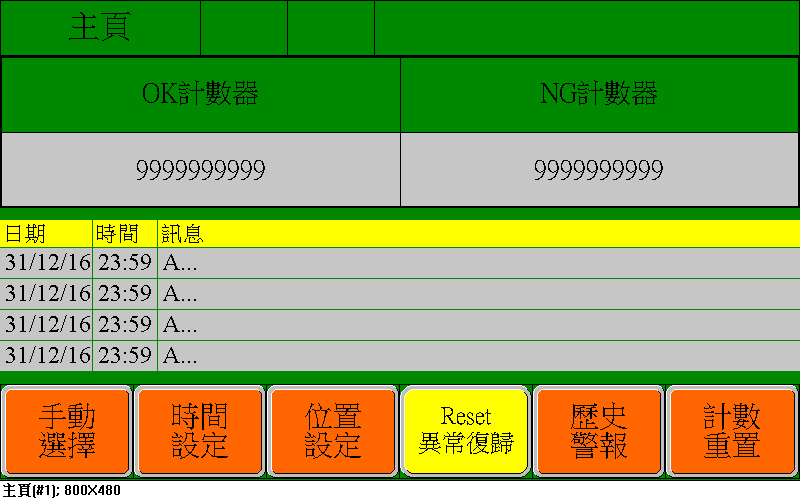 主頁
OK計數器 NG計數器
9999999999 9999999999
日期 時間 訊息
31/12/16 23:59 A...
31/12/16 23:59 A...
31/12/16 23:59 A...
31/12/16 23:59 A...
手動 時間 位置 Reset 歷史 計數
選擇 設定 設定 異常復歸 警報 重置
主頁(#1); 800X480